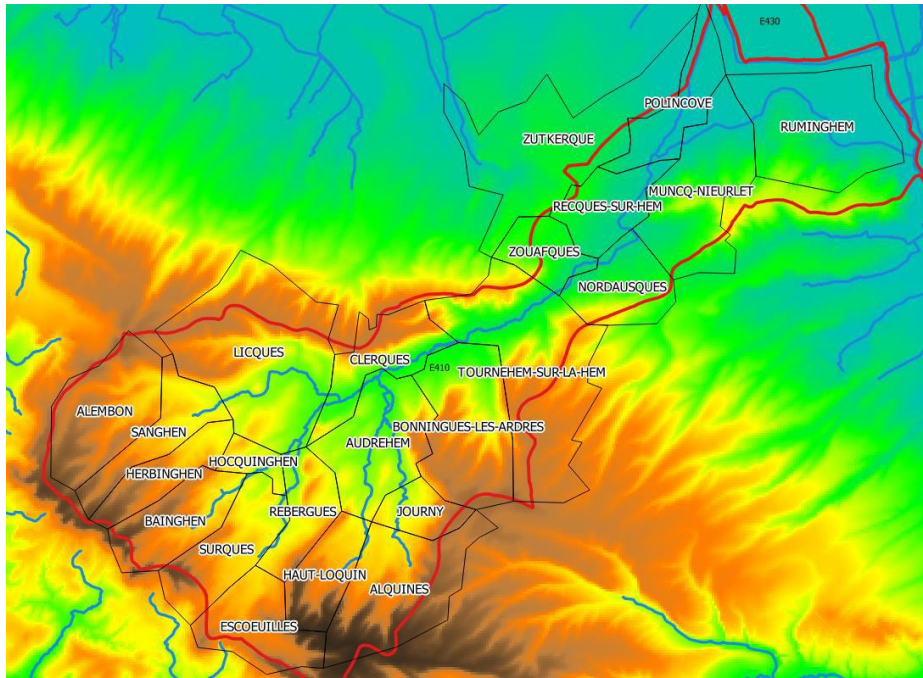 E430
POLINCOVE
RUMINGHEM
ZUTKERQUE
MUNCQ-NIEURLET
RECQUES-SUR-HEM
ZOUAFQUES
NORDAUSQUES
LICQUES
CLERQUES
E410
TOURNEHEM-SUR-LA-HEM
ALEMBON
SANGHEN
BONNINGUES-LES-ARDRES
AUDREHEM
HOCQUINGHEN
HERBINGHEN
REBERGUES
JOURNY
BAINGHEN
SURQUES
HAUT-LOQUIN
ALQUINES
ESCOEUILLES